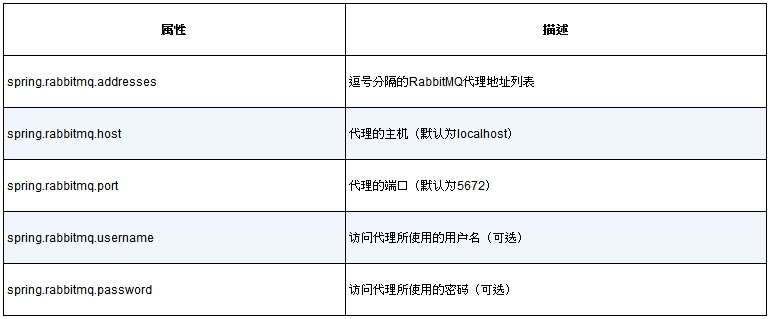 属性 描述
spring.rabbitmq.addresses 逗号分隔的RabbitMQ代理地址列表
spring.rabbitmq.host 代理的主机（默认为localhost）
spring.rabbitmq.port 代理的端口（默认为5672）
spring.rabbitmq.username 访问代理所使用的用户名（可选）
spring.rabbitmq.password 访问代理所使用的密码（可选）